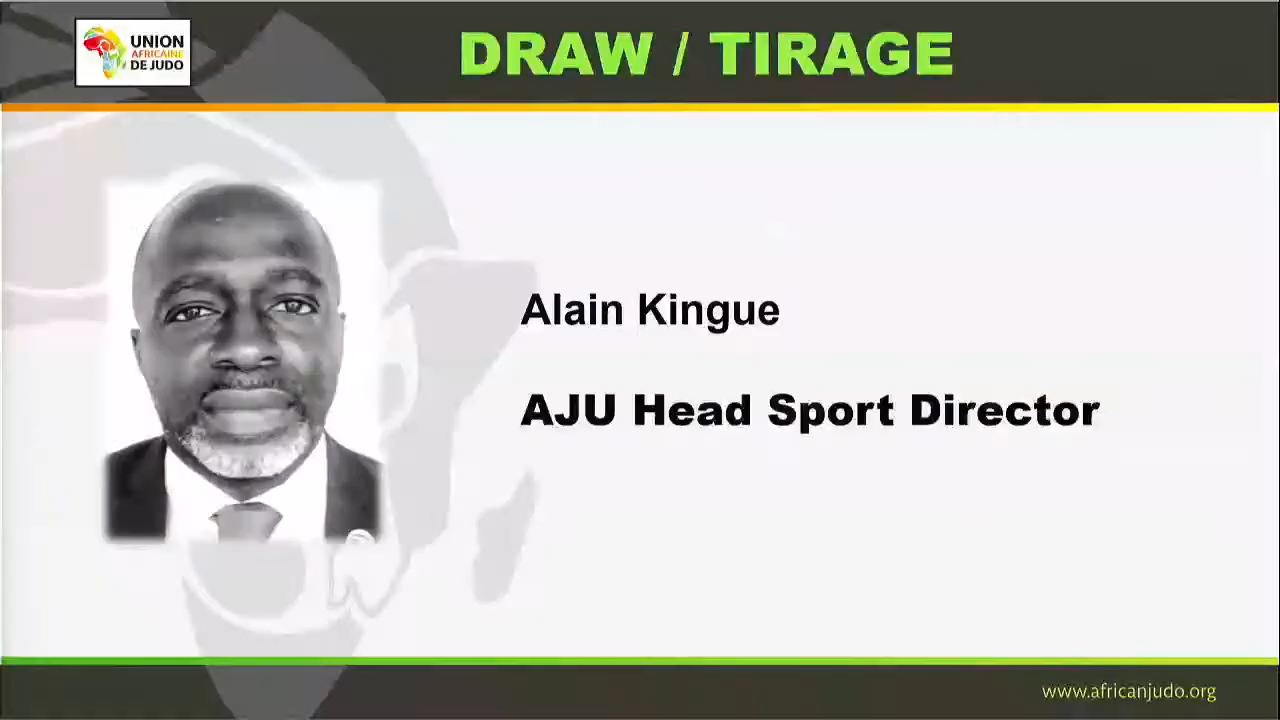 UNION
AFRICAINE
DE JUDO
DRAW / TIRAGE
Alain Kingue
AJU Head Sport Director
www.africanjudo.org